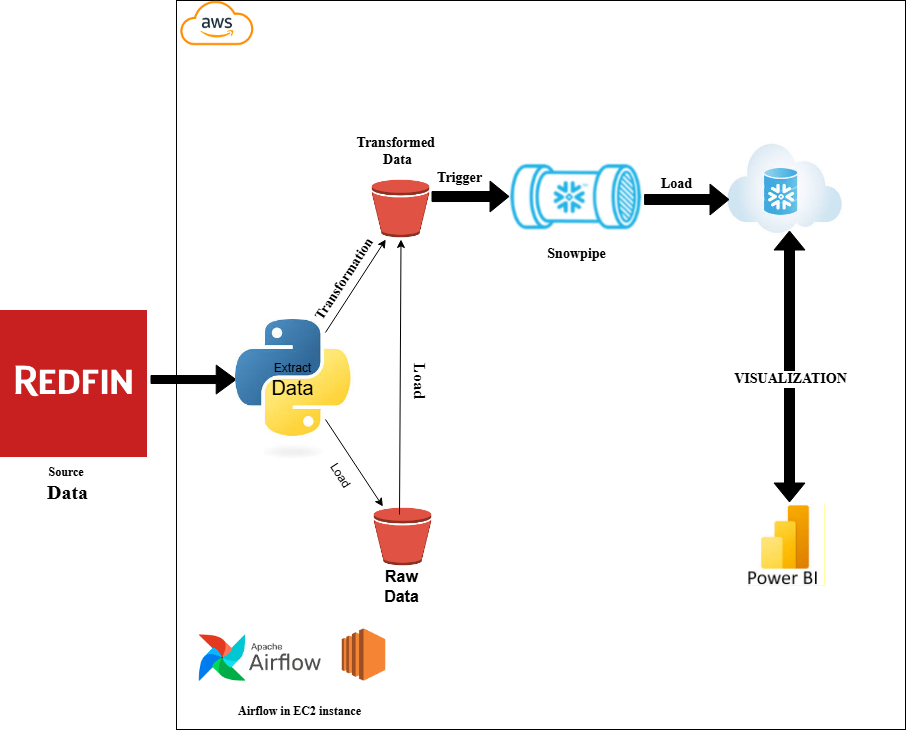 aws
Transformed
Data
Trigger
Load
Snowpipe
Transformation
REDFIN
Extract
Data
Load
VISUALIZATION
Source
Data
Load
Raw
Data
Power BI
Apache
Airflow
Airflow in EC2 instance